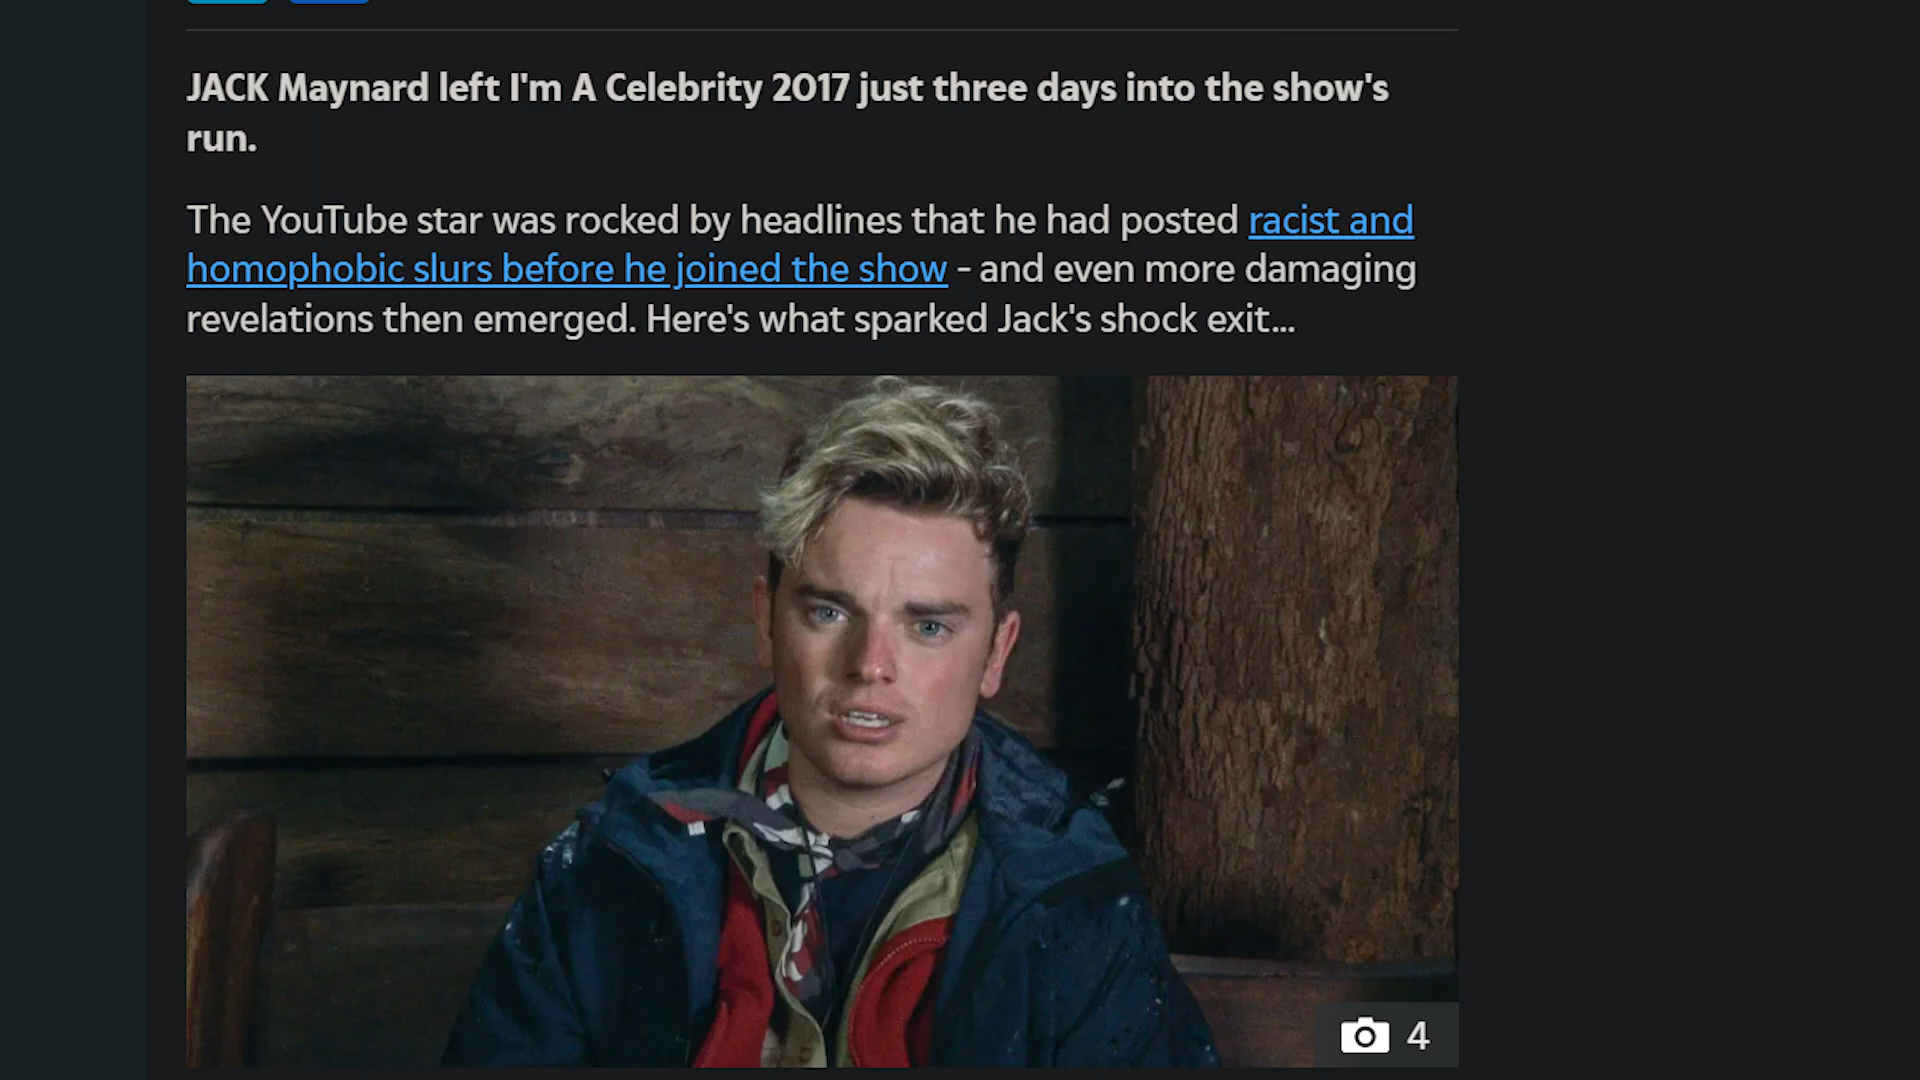 JACK Maynard left I'm A Celebrity 2017 just three days into the show's
run.
The YouTube star was rocked by headlines that he had posted racist and
homophobic slurs before he joined the show - and even more damaging
revelations then emerged. Here's what sparked Jack's shock exit...
4